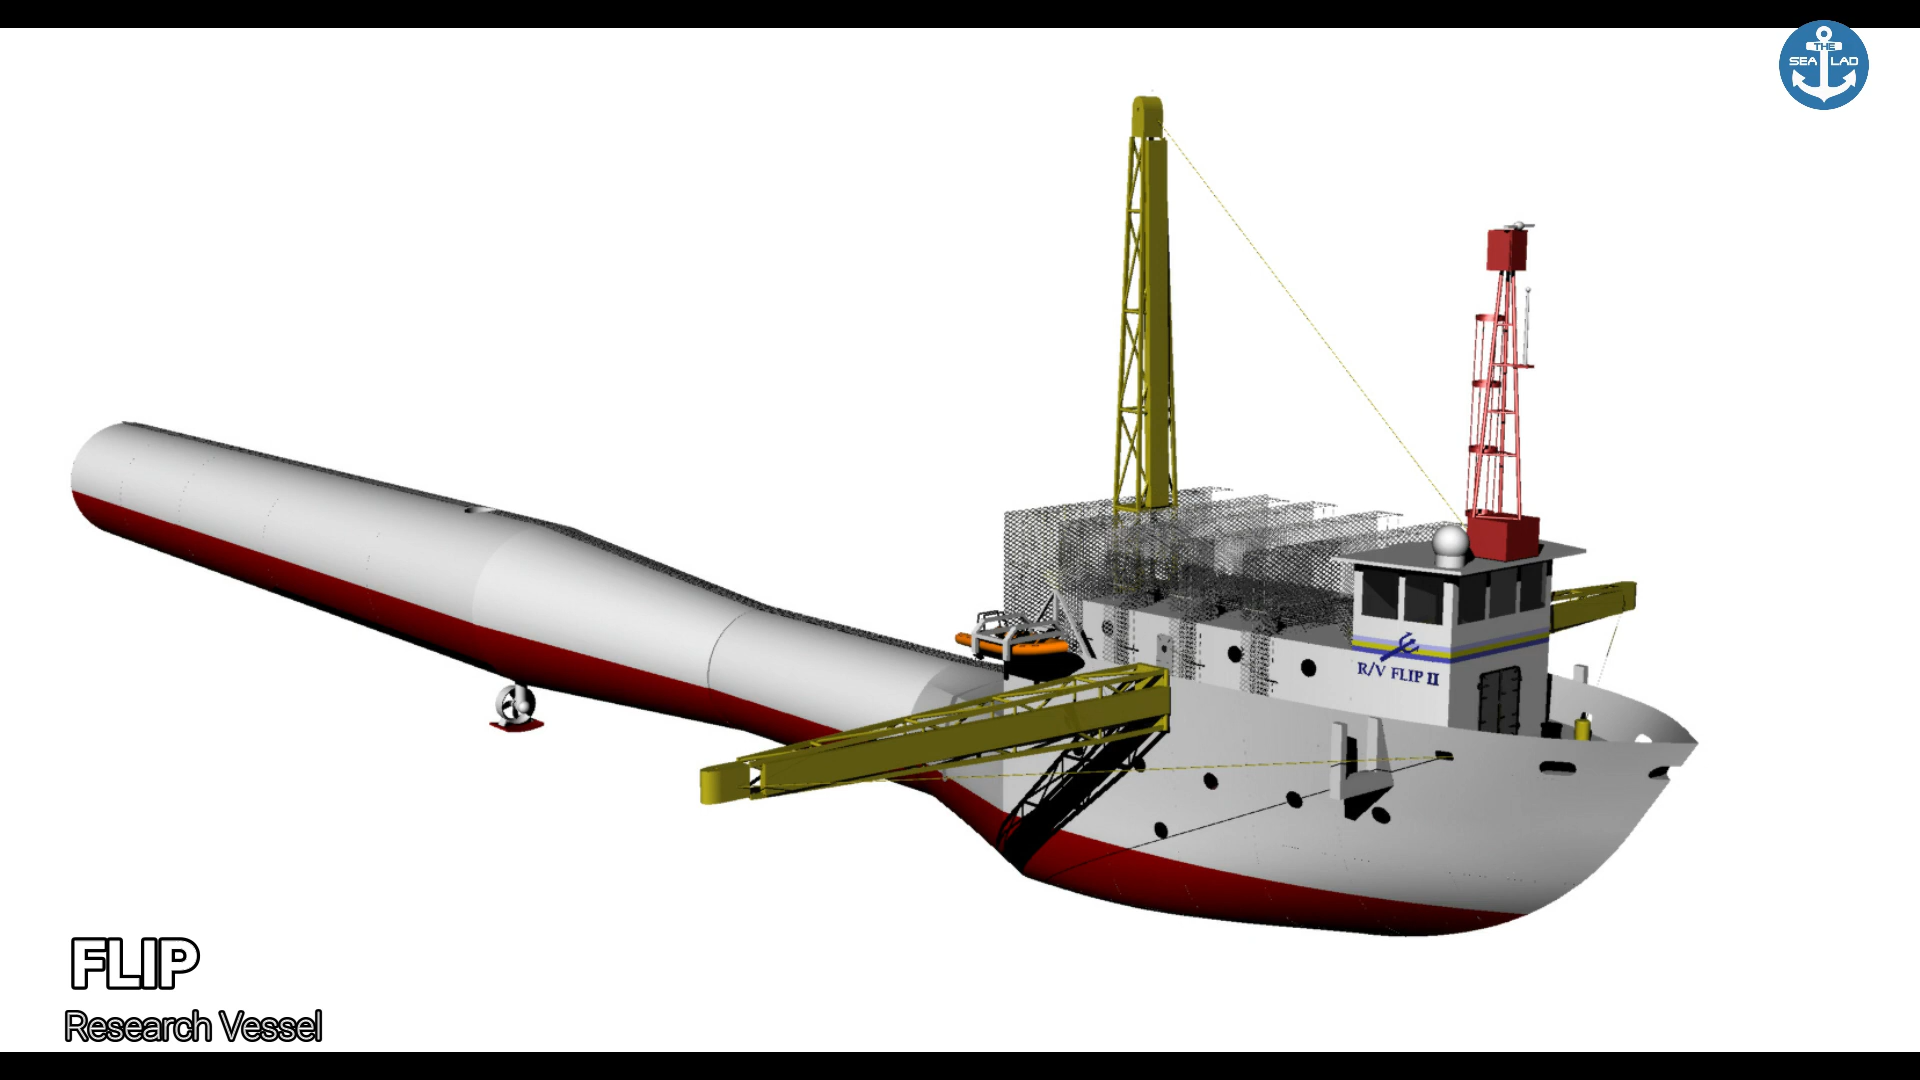 THE
SEA LAD
R/V FLIP II
FLIP
Research Vessel